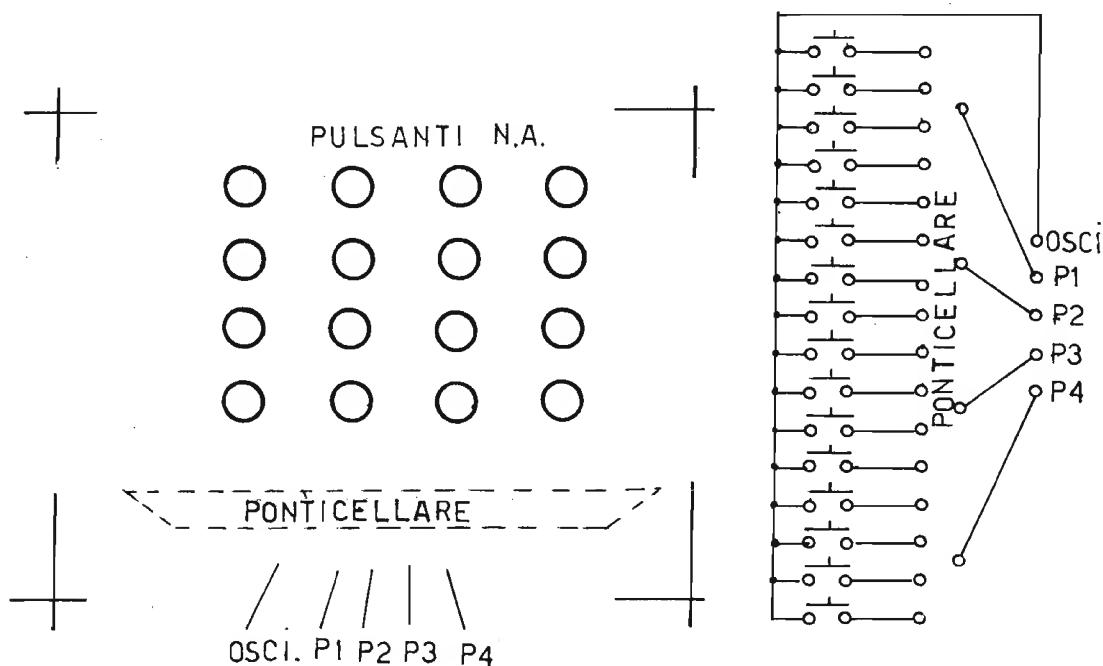 PULSANTI N.A.
PONTICELLARE
OSCi. P1 P2 P3 P4
PONTICELLARE
OSCi
P1
P2
P3
P4